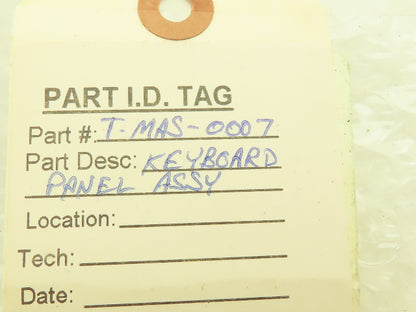 PART I.D. TAG
Part #: T-MAS-0007
Part Desc: KEYBOARD
PANEL ASSY
Location:
Tech:
Date: